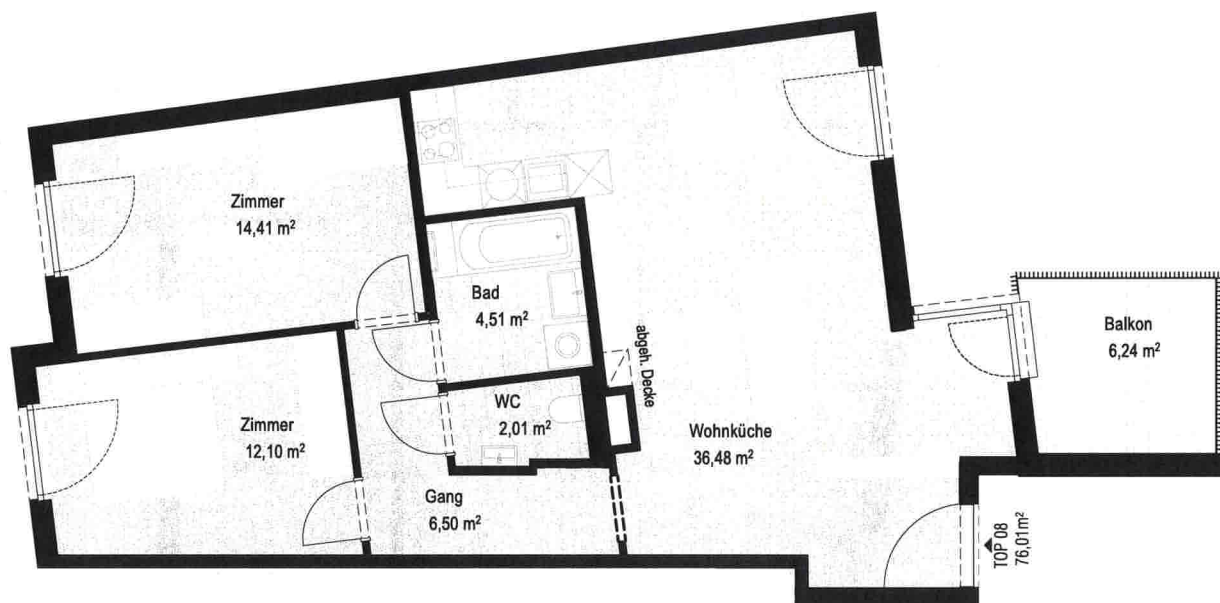 Zimmer
14,41 m²
Bad
4,51 m²
abgeh. Decke
Balkon
6,24 m²
WC
2,01 m²
Zimmer
12,10 m²
Wohnküche
36,48 m²
Gang
6,50 m²
TOP 08
76,01m²